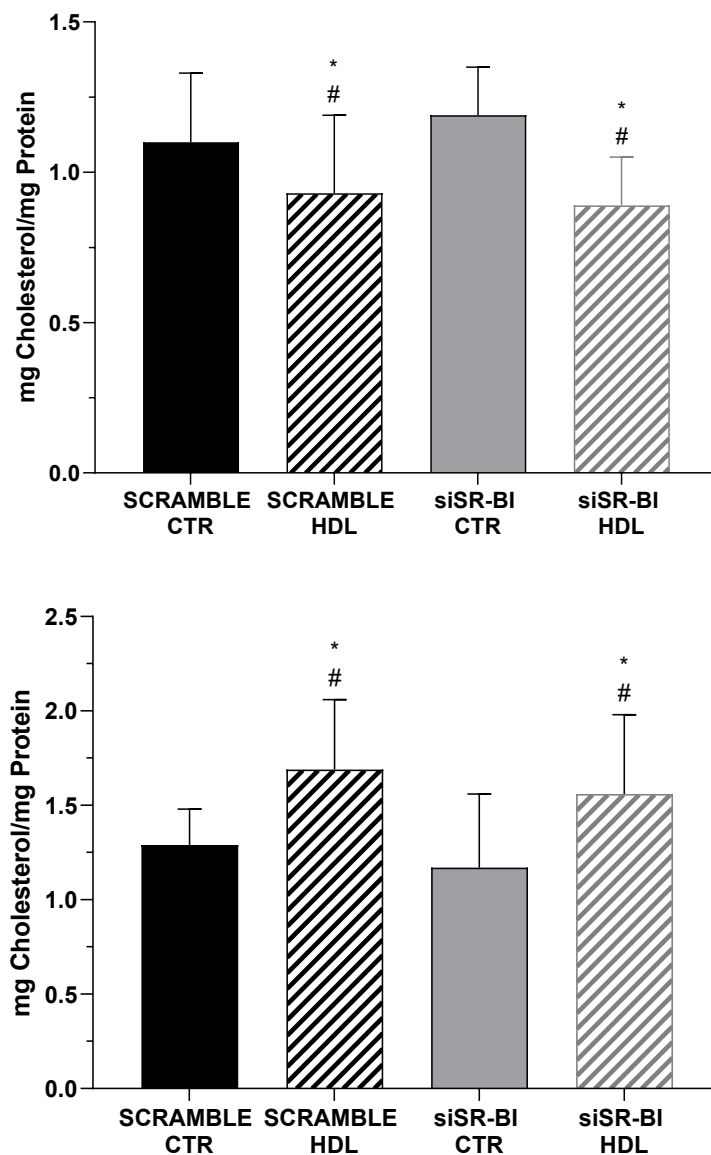 mg Cholesterol/mg Protein
1.5
1.0
0.5
0.0
*
#
*
#
SCRAMBLE
CTR
SCRAMBLE
HDL
siSR-BI
CTR
siSR-BI
HDL
mg Cholesterol/mg Protein
2.5
2.0
1.5
1.0
0.5
0.0
*
#
*
#
SCRAMBLE
CTR
SCRAMBLE
HDL
siSR-BI
CTR
siSR-BI
HDL